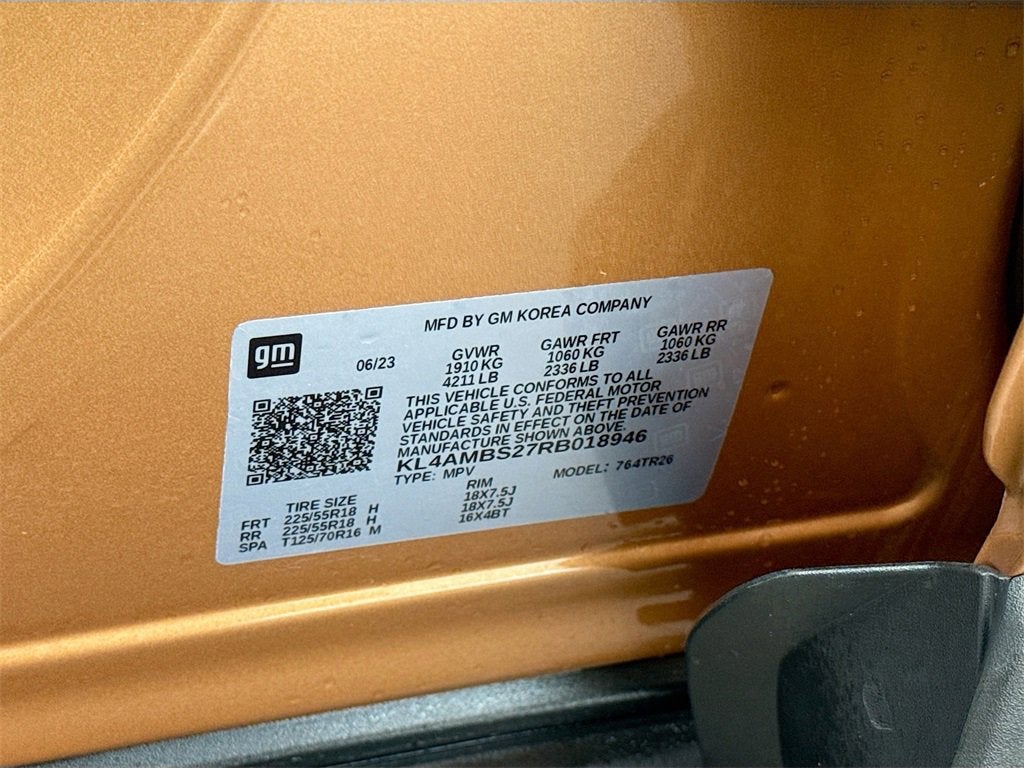 MFD BY GM KOREA COMPANY
gm
06/23
GVWR
1910 KG
4211 LB
GAWR FRT
1060 KG
2336 LB
GAWR RR
1060 KG
2336 LB
THIS VEHICLE CONFORMS TO ALL
APPLICABLE U.S. FEDERAL MOTOR
VEHICLE SAFETY AND THEFT PREVENTION
STANDARDS IN EFFECT ON THE DATE OF
MANUFACTURE SHOWN ABOVE.
KL4AMBS27RB018946
TYPE: MPV MODEL: 764TR26
TIRE SIZE RIM
FRT 225/55R18 H 18X7.5J
RR 225/55R18 H 18X7.5J
SPA T125/70R16 M 16X4BT